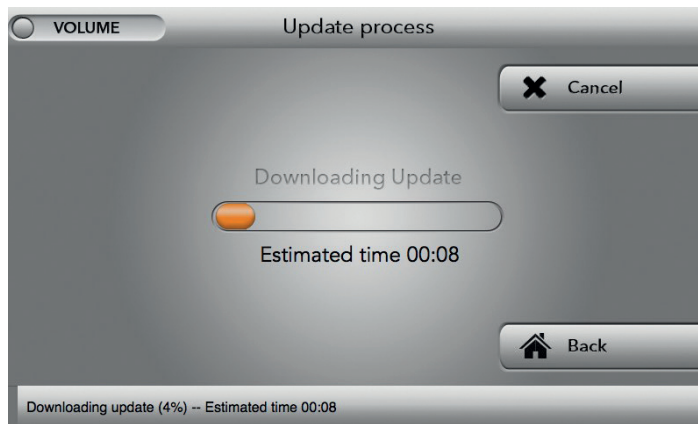 VOLUME
Update process
Cancel
Downloading Update
Estimated time 00:08
Back
Downloading update (4%) -- Estimated time 00:08